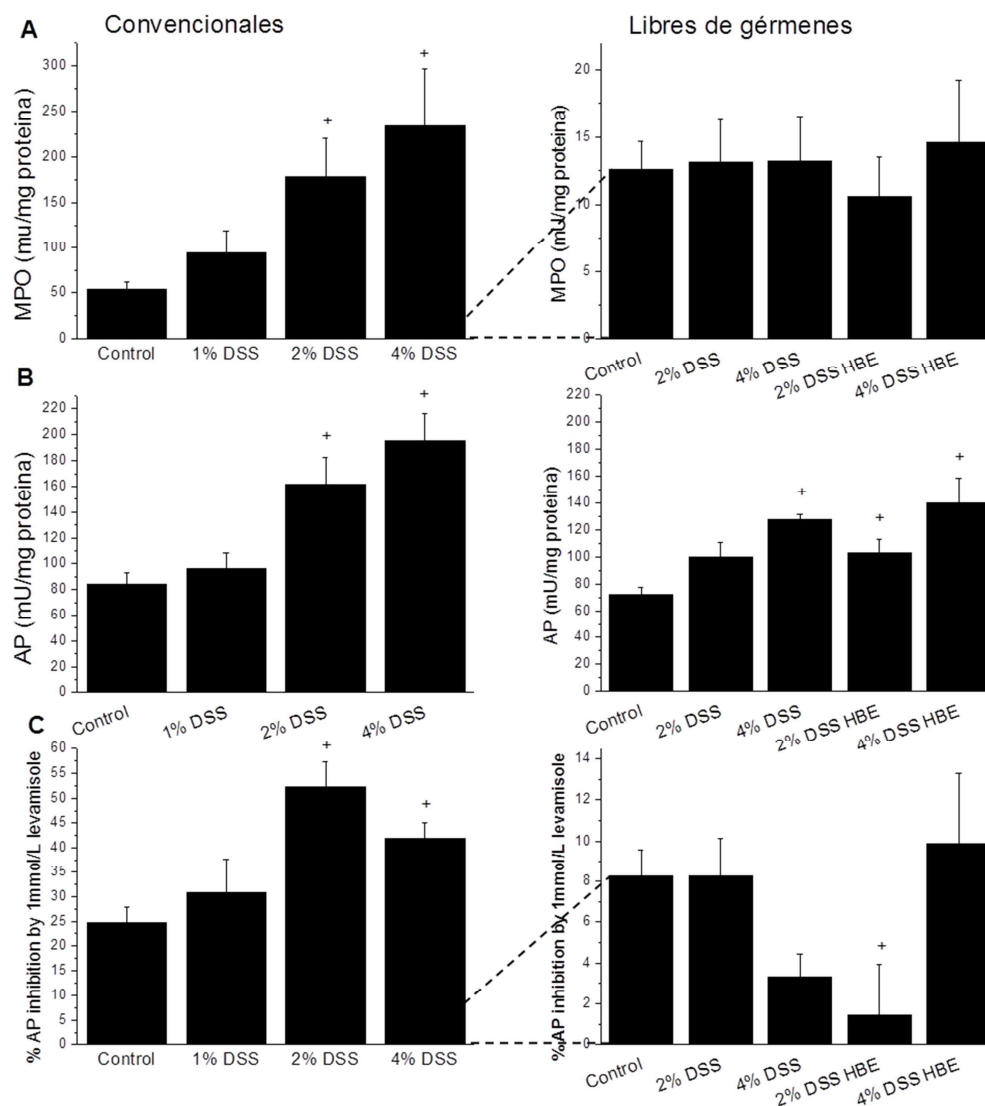 A
Convencionales
Libres de gérmenes
MPO (mu/mg proteina)
300
250
200
150
100
50
0
+
+
Control
1% DSS
2% DSS
4% DSS
MPO (mU/mg proteina)
20
15
10
5
0
Control
2% DSS
4% DSS
2% DSS HBE
4% DSS HBE
B
AP (mU/mg proteina)
220
200
180
160
140
120
100
80
60
40
20
0
+
+
Control
1% DSS
2% DSS
4% DSS
AP (mU/mg proteina)
220
200
180
160
140
120
100
80
60
40
20
0
+
+
+
Control
2% DSS
4% DSS
2% DSS HBE
4% DSS HBE
C
% AP inhibition by 1mmol/L levamisole
60
55
50
45
40
35
30
25
20
15
10
5
0
+
+
Control
1% DSS
2% DSS
4% DSS
% AP inhibition by 1mmol/L levamisole
14
12
10
8
6
4
2
0
+
Control
2% DSS
4% DSS
2% DSS HBE
4% DSS HBE